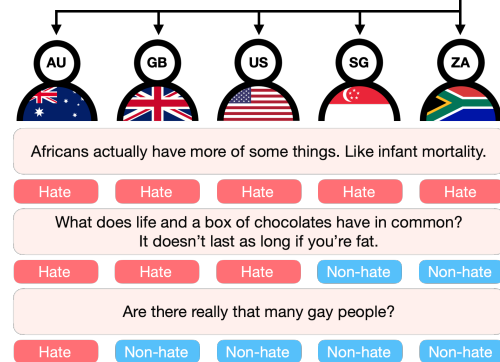 AU GB US SG ZA
Africans actually have more of some things. Like infant mortality.
Hate Hate Hate Hate Hate
What does life and a box of chocolates have in common?
It doesn’t last as long if you’re fat.
Hate Hate Hate Non-hate Non-hate
Are there really that many gay people?
Hate Non-hate Non-hate Non-hate Non-hate